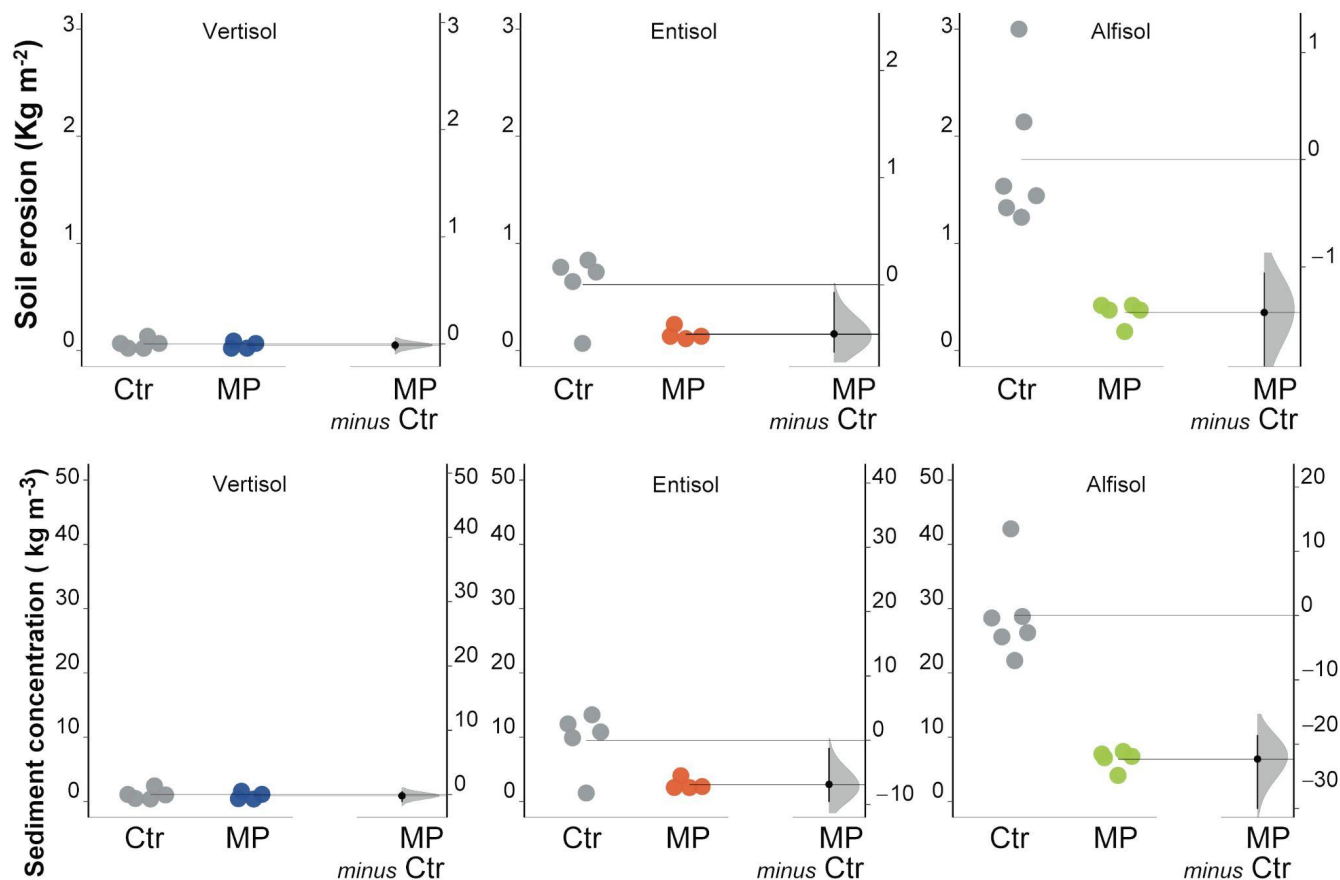 Soil erosion (Kg m⁻²)
Vertisol
3
2
1
0
3
2
1
0
Ctr
MP
MP
minus Ctr
Entisol
3
2
1
0
2
1
0
Ctr
MP
MP
minus Ctr
Alfisol
3
2
1
0
1
0
−1
Ctr
MP
MP
minus Ctr
Sediment concentration ( kg m⁻³)
Vertisol
50
40
30
20
10
0
50
40
30
20
10
0
Ctr
MP
MP
minus Ctr
Entisol
50
40
30
20
10
0
40
30
20
10
0
−10
Ctr
MP
MP
minus Ctr
Alfisol
50
40
30
20
10
0
20
10
0
−10
−20
−30
Ctr
MP
MP
minus Ctr